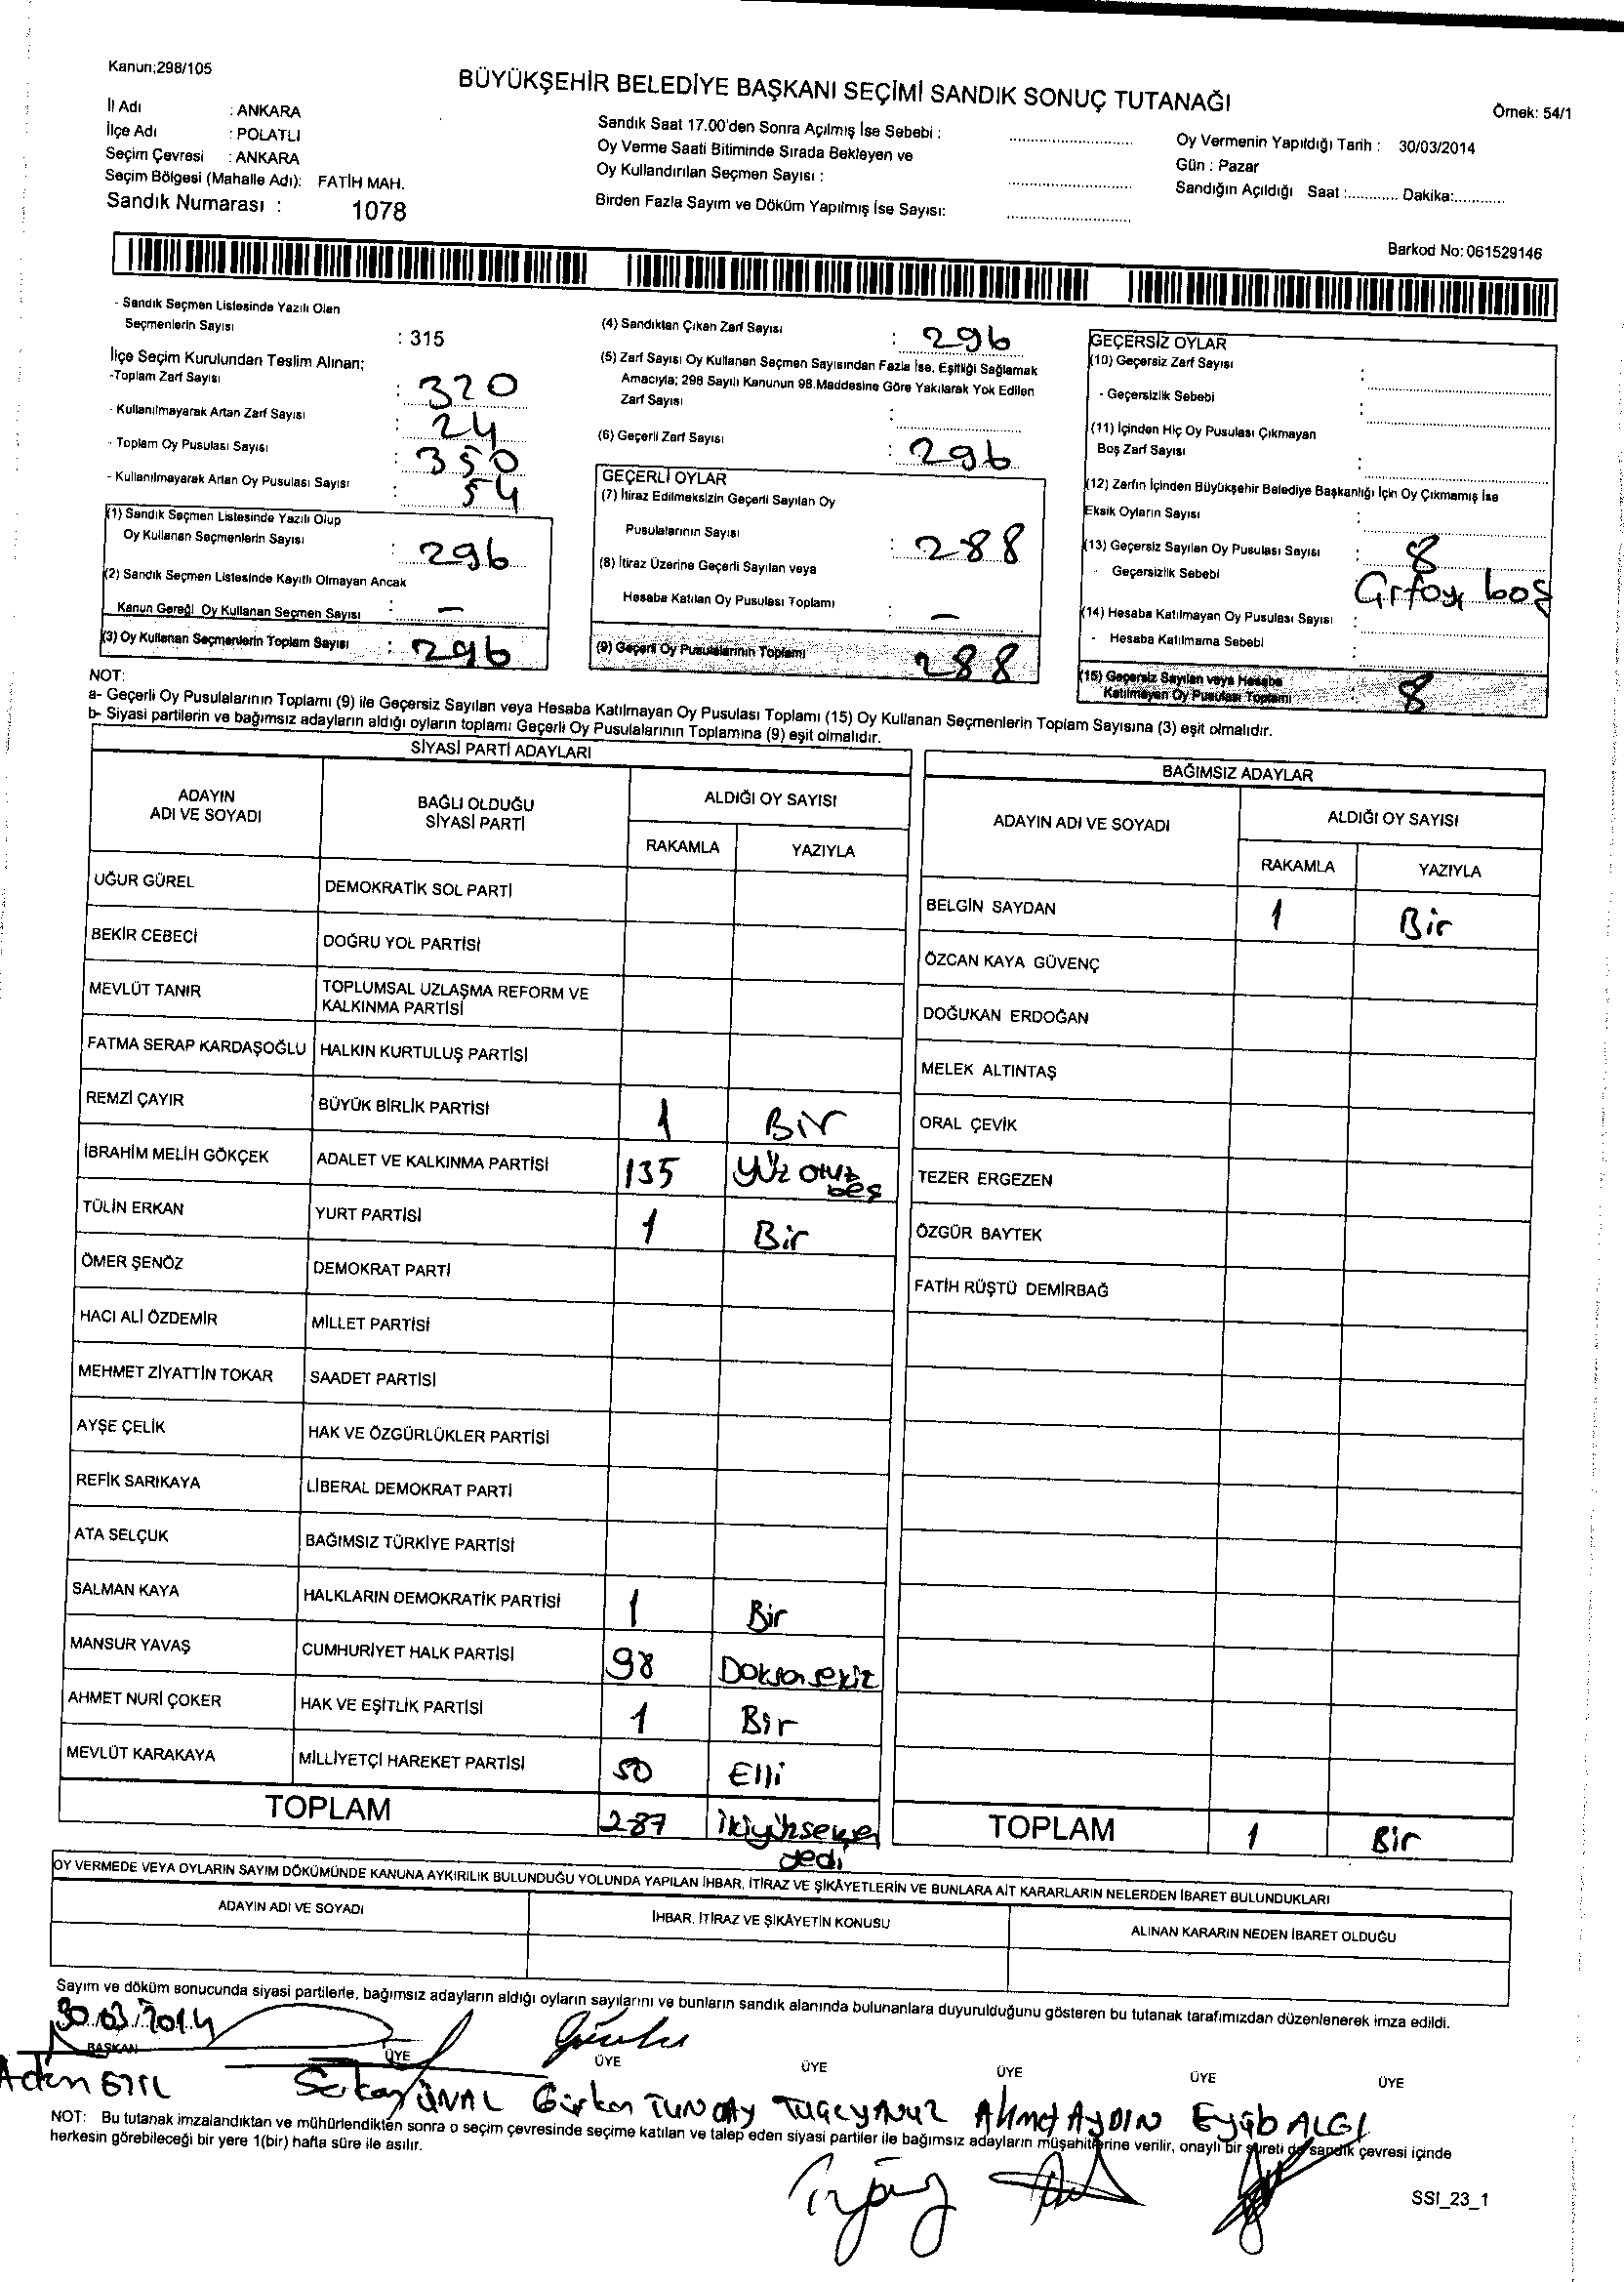 Kanun;298/105
BÜYÜKŞEHİR BELEDİYE BAŞKANI SEÇİMİ SANDIK SONUÇ TUTANAĞI
Örnek: 54/1
İl Adı : ANKARA
İlçe Adı : POLATLI
Seçim Çevresi : ANKARA
Seçim Bölgesi (Mahalle Adı): FATİH MAH.
Sandık Numarası : 1078
Sandık Saat 17.00'den Sonra Açılmış İse Sebebi :
Oy Verme Saati Bitiminde Sırada Bekleyen ve
Oy Kullandırılan Seçmen Sayısı :
Birden Fazla Sayım ve Döküm Yapılmış İse Sayısı:
Oy Vermenin Yapıldığı Tarih : 30/03/2014
Gün : Pazar
Sandığın Açıldığı Saat :............. Dakika:............
Barkod No: 061529146
- Sandık Seçmen Listesinde Yazılı Olan
Seçmenlerin Sayısı : 315
İlçe Seçim Kurulundan Teslim Alınan;
-Toplam Zarf Sayısı : 320
- Kullanılmayarak Artan Zarf Sayısı : 24
- Toplam Oy Pusulası Sayısı : 350
- Kullanılmayarak Artan Oy Pusulası Sayısı : 54
(1) Sandık Seçmen Listesinde Yazılı Olup
Oy Kullanan Seçmenlerin Sayısı : 296
(2) Sandık Seçmen Listesinde Kayıtlı Olmayan Ancak
Kanun Gereği Oy Kullanan Seçmen Sayısı : —
(3) Oy Kullanan Seçmenlerin Toplam Sayısı : 296
(4) Sandıktan Çıkan Zarf Sayısı : 296
(5) Zarf Sayısı Oy Kullanan Seçmen Sayısından Fazla İse, Eşitliği Sağlamak
Amacıyla; 298 Sayılı Kanunun 98.Maddesine Göre Yakılarak Yok Edilen
Zarf Sayısı :
(6) Geçerli Zarf Sayısı : 296
GEÇERLİ OYLAR
(7) İtiraz Edilmeksizin Geçerli Sayılan Oy
Pusulalarının Sayısı : 288
(8) İtiraz Üzerine Geçerli Sayılan veya
Hesaba Katılan Oy Pusulası Toplamı : —
(9) Geçerli Oy Pusulalarının Toplamı 288
GEÇERSİZ OYLAR
(10) Geçersiz Zarf Sayısı :
- Geçersizlik Sebebi :
(11) İçinden Hiç Oy Pusulası Çıkmayan
Boş Zarf Sayısı :
(12) Zarfın İçinden Büyükşehir Belediye Başkanlığı İçin Oy Çıkmamış İse
Eksik Oyların Sayısı :
(13) Geçersiz Sayılan Oy Pusulası Sayısı : 8
- Geçersizlik Sebebi boş
(14) Hesaba Katılmayan Oy Pusulası Sayısı :
- Hesaba Katılmama Sebebi :
(15) Geçersiz Sayılan veya Hesaba
Katılmayan Oy Pusulası Toplamı : 8
NOT:
a- Geçerli Oy Pusulalarının Toplamı (9) ile Geçersiz Sayılan veya Hesaba Katılmayan Oy Pusulası Toplamı (15) Oy Kullanan Seçmenlerin Toplam Sayısına (3) eşit olmalıdır.
b- Siyasi partilerin ve bağımsız adayların aldığı oyların toplamı Geçerli Oy Pusulalarının Toplamına (9) eşit olmalıdır.
SİYASİ PARTİ ADAYLARI
ADAYIN
ADI VE SOYADI
BAĞLI OLDUĞU
SİYASİ PARTİ
ALDIĞI OY SAYISI
RAKAMLA YAZIYLA
UĞUR GÜREL DEMOKRATİK SOL PARTİ
BEKİR CEBECİ DOĞRU YOL PARTİSİ
MEVLÜT TANIR TOPLUMSAL UZLAŞMA REFORM VE
KALKINMA PARTİSİ
FATMA SERAP KARDAŞOĞLU HALKIN KURTULUŞ PARTİSİ
REMZİ ÇAYIR BÜYÜK BİRLİK PARTİSİ 1 Bir
İBRAHİM MELİH GÖKÇEK ADALET VE KALKINMA PARTİSİ 135 Yüz otuz
beş
TÜLİN ERKAN YURT PARTİSİ 1 Bir
ÖMER ŞENÖZ DEMOKRAT PARTİ
HACI ALİ ÖZDEMİR MİLLET PARTİSİ
MEHMET ZİYATTİN TOKAR SAADET PARTİSİ
AYŞE ÇELİK HAK VE ÖZGÜRLÜKLER PARTİSİ
REFİK SARIKAYA LİBERAL DEMOKRAT PARTİ
ATA SELÇUK BAĞIMSIZ TÜRKİYE PARTİSİ
SALMAN KAYA HALKLARIN DEMOKRATİK PARTİSİ 1 Bir
MANSUR YAVAŞ CUMHURİYET HALK PARTİSİ 98 Doksansekiz
AHMET NURİ ÇOKER HAK VE EŞİTLİK PARTİSİ 1 Bir
MEVLÜT KARAKAYA MİLLİYETÇİ HAREKET PARTİSİ 50 Elli
TOPLAM 287 İkiyüzseksen
yedi
BAĞIMSIZ ADAYLAR
ADAYIN ADI VE SOYADI
ALDIĞI OY SAYISI
RAKAMLA YAZIYLA
BELGİN SAYDAN 1 Bir
ÖZCAN KAYA GÜVENÇ
DOĞUKAN ERDOĞAN
MELEK ALTINTAŞ
ORAL ÇEVİK
TEZER ERGEZEN
ÖZGÜR BAYTEK
FATİH RÜŞTÜ DEMİRBAĞ
TOPLAM 1 Bir
OY VERMEDE VEYA OYLARIN SAYIM DÖKÜMÜNDE KANUNA AYKIRILIK BULUNDUĞU YOLUNDA YAPILAN İHBAR, İTİRAZ VE ŞİKÂYETLERİN VE BUNLARA AİT KARARLARIN NELERDEN İBARET BULUNDUKLARI
ADAYIN ADI VE SOYADI İHBAR, İTİRAZ VE ŞİKÂYETİN KONUSU ALINAN KARARIN NEDEN İBARET OLDUĞU
Sayım ve döküm sonucunda siyasi partilerle, bağımsız adayların aldığı oyların sayılarını ve bunların sandık alanında bulunanlara duyurulduğunu gösteren bu tutanak tarafımızdan düzenlenerek imza edildi.
30.03.2014
BAŞKAN ÜYE ÜYE ÜYE ÜYE ÜYE ÜYE
ÜNAL TUNÇAY Ahmet AYDIN Eyüb ALGI
NOT: Bu tutanak imzalandıktan ve mühürlendikten sonra o seçim çevresinde seçime katılan ve talep eden siyasi partiler ile bağımsız adayların müşahitlerine verilir, onaylı bir sureti de sandık çevresi içinde
herkesin görebileceği bir yere 1(bir) hafta süre ile asılır.
SSI_23_1